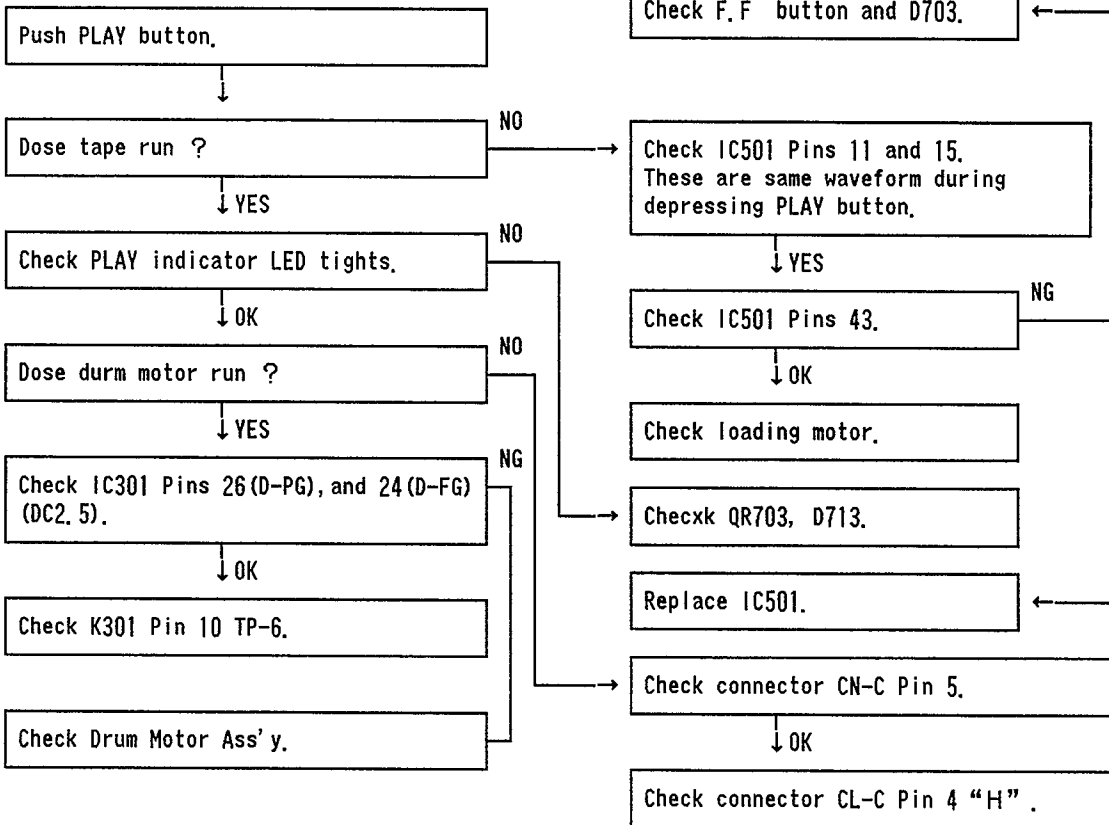 Push PLAY button.
Dose tape run ?
NO
YES
Check PLAY indicator LED tights.
NO
OK
Dose durm motor run ?
NO
YES
Check IC301 Pins 26(D-PG), and 24(D-FG)
(DC2.5).
NG
OK
Check K301 Pin 10 TP-6.
Check Drum Motor Ass'y.
Check F.F button and D703.
Check IC501 Pins 11 and 15.
These are same waveform during
depressing PLAY button.
YES
Check IC501 Pins 43.
NG
OK
Check loading motor.
Checxk QR703, D713.
Replace IC501.
Check connector CN-C Pin 5.
OK
Check connector CL-C Pin 4 “H”.